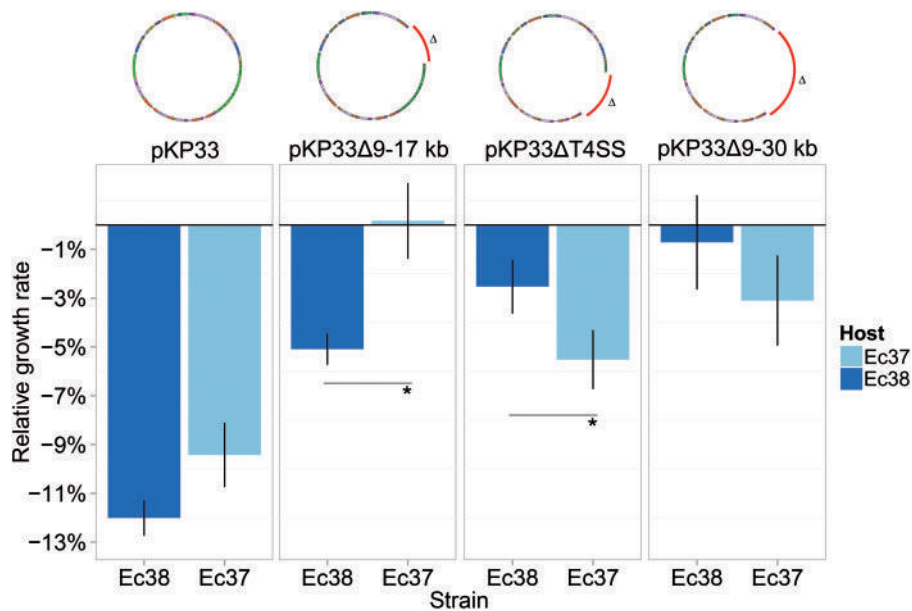 Δ
Δ
Δ
pKP33
pKP33Δ9-17 kb
pKP33ΔT4SS
pKP33Δ9-30 kb
Relative growth rate
−1%
−3%
−5%
−7%
−9%
−11%
−13%
*
*
Ec38 Ec37
Ec38 Ec37
Ec38 Ec37
Ec38 Ec37
Strain
Host
Ec37
Ec38